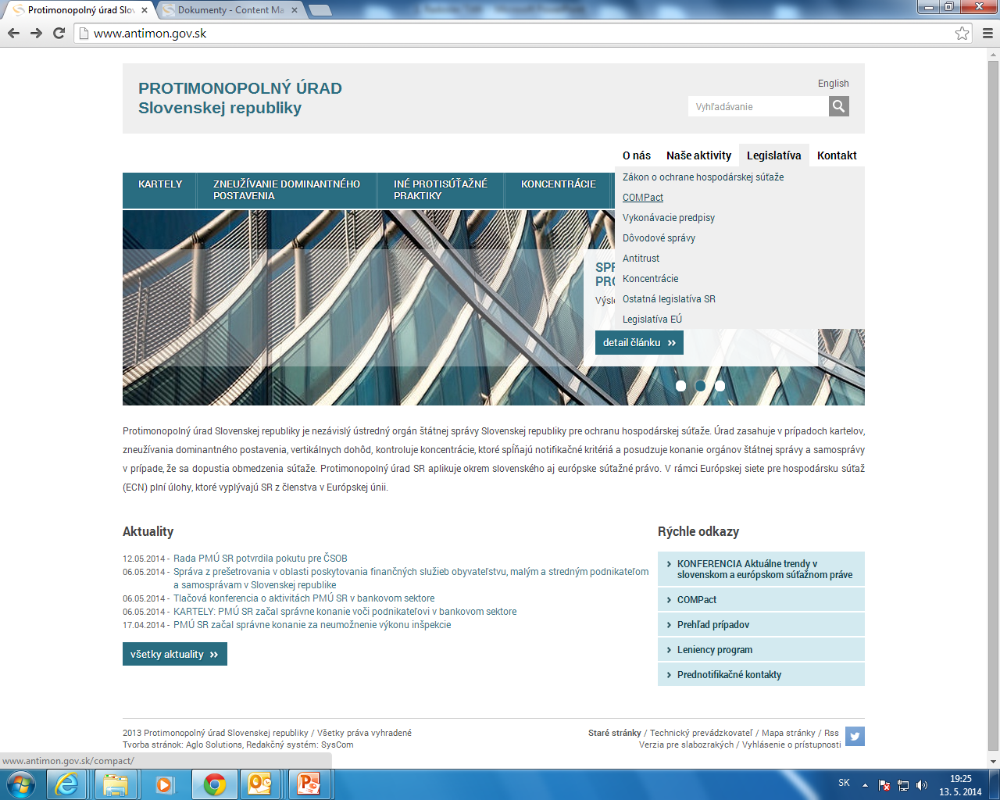 Protimonopolný úrad Slov
Dokumenty - Content Ma
www.antimon.gov.sk
PROTIMONOPOLNÝ ÚRAD
Slovenskej republiky
English
Vyhľadávanie
O nás
Naše aktivity
Legislatíva
Kontakt
KARTELY
ZNEUŽÍVANIE DOMINANTNÉHO
POSTAVENIA
INÉ PROTISÚŤAŽNÉ
PRAKTIKY
KONCENTRÁCIE
Zákon o ochrane hospodárskej súťaže
COMPact
Vykonávacie predpisy
Dôvodové správy
Antitrust
Koncentrácie
Ostatná legislatíva SR
Legislatíva EÚ
detail článku
Protimonopolný úrad Slovenskej republiky je nezávislý ústredný orgán štátnej správy Slovenskej republiky pre ochranu hospodárskej súťaže. Úrad zasahuje v prípadoch kartelov,
zneužívania dominantného postavenia, vertikálnych dohôd, kontroluje koncentrácie, ktoré spĺňajú notifikačné kritériá a posudzuje konanie orgánov štátnej správy a samosprávy
v prípade, že sa dopustia obmedzenia súťaže. Protimonopolný úrad SR aplikuje okrem slovenského aj európske súťažné právo. V rámci Európskej siete pre hospodársku súťaž
(ECN) plní úlohy, ktoré vyplývajú SR z členstva v Európskej únii.
Aktuality
12.05.2014 - Rada PMÚ SR potvrdila pokutu pre ČSOB
06.05.2014 - Správa z prešetrovania v oblasti poskytovania finančných služieb obyvateľstvu, malým a stredným podnikateľom
a samosprávam v Slovenskej republike
06.05.2014 - Tlačová konferencia o aktivitách PMÚ SR v bankovom sektore
06.05.2014 - KARTELY: PMÚ SR začal správne konanie voči podnikateľovi v bankovom sektore
17.04.2014 - PMÚ SR začal správne konanie za neumožnenie výkonu inšpekcie
všetky aktuality
Rýchle odkazy
KONFERENCIA Aktuálne trendy v
slovenskom a európskom súťažnom práve
COMPact
Prehľad prípadov
Leniency program
Prednotifikačné kontakty
2013 Protimonopolný úrad Slovenskej republiky / Všetky práva vyhradené
Tvorba stránok: Aglo Solutions, Redakčný systém: SysCom
Staré stránky / Technický prevádzkovateľ / Mapa stránky / Rss
Verzia pre slabozrakých / Vyhlásenie o prístupnosti
www.antimon.gov.sk/compact/
SK
19:25
13. 5. 2014